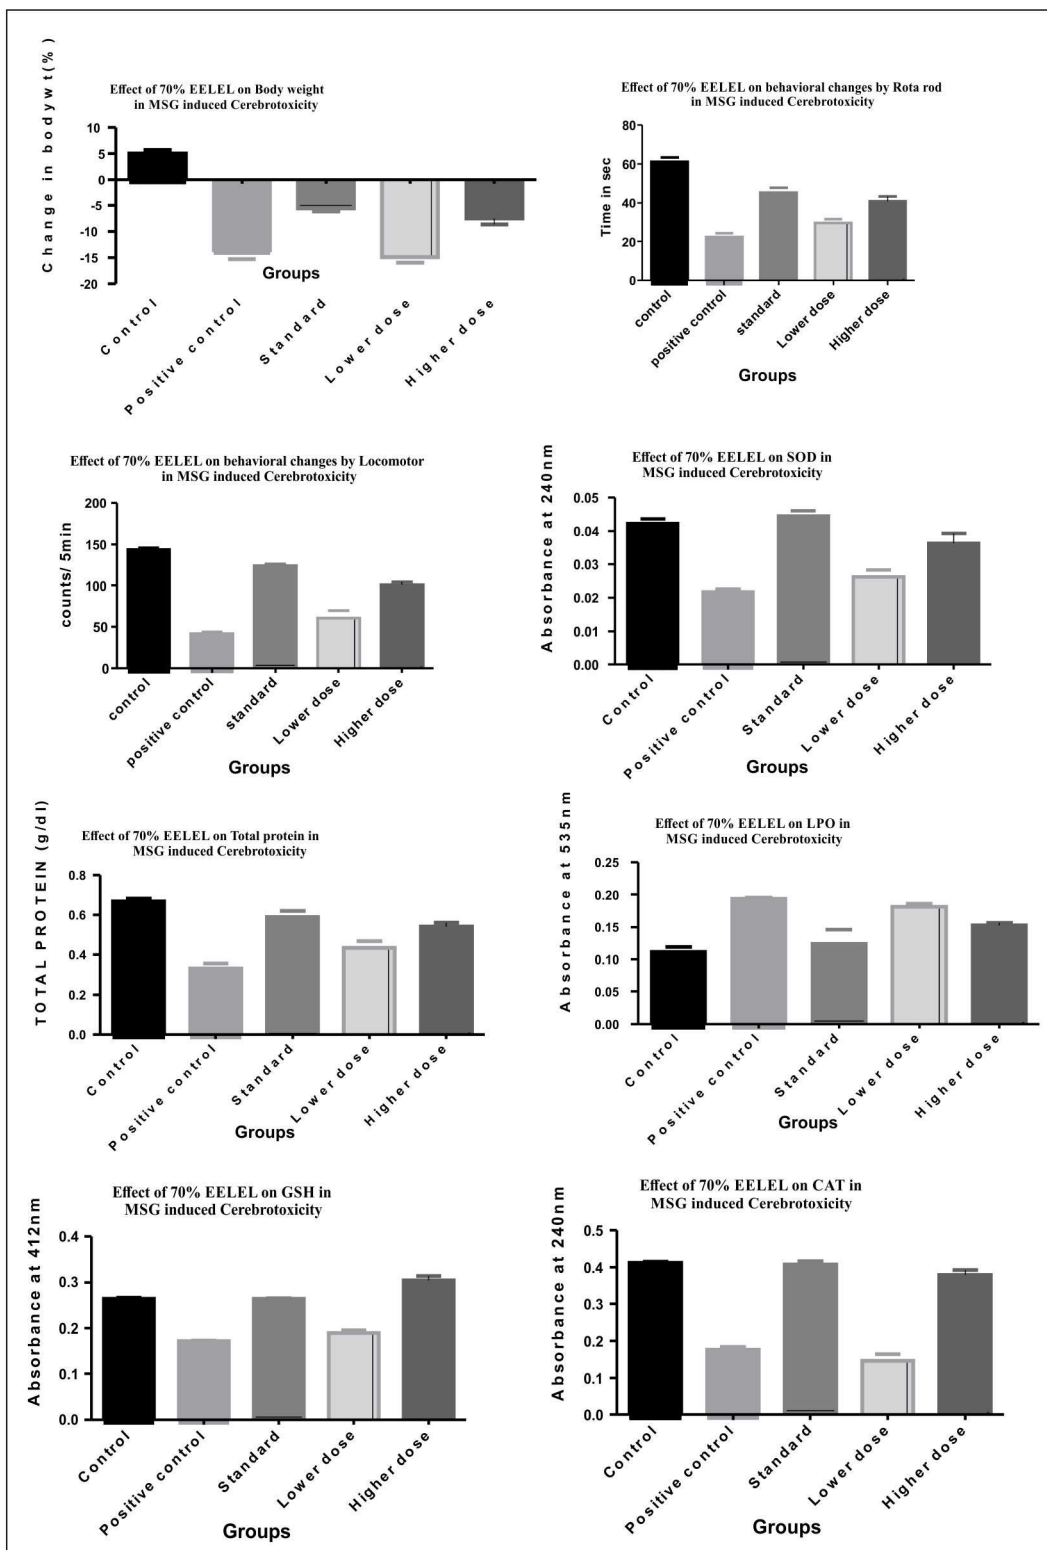 Effect of 70% EELEL on Body weight
in MSG induced Cerebrotoxicity
Change in bodywt(%)
10
5
0
-5
-10
-15
-20
Groups
Control
Positive control
Standard
Lower dose
Higher dose
Effect of 70% EELEL on behavioral changes by Rota rod
in MSG induced Cerebrotoxicity
Time in sec
80
60
40
20
0
control
positive control
standard
Lower dose
Higher dose
Groups
Effect of 70% EELEL on behavioral changes by Locomotor
in MSG induced Cerebrotoxicity
counts/ 5min
200
150
100
50
0
control
positive control
standard
Lower dose
Higher dose
Groups
Effect of 70% EELEL on SOD in
MSG induced Cerebrotoxicity
Absorbance at 240nm
0.05
0.04
0.03
0.02
0.01
0.00
Control
Positive control
Standard
Lower dose
Higher dose
Groups
Effect of 70% EELEL on Total protein in
MSG induced Cerebrotoxicity
TOTAL PROTEIN (g/dl)
0.8
0.6
0.4
0.2
0.0
Control
Positive control
Standard
Lower dose
Higher dose
Groups
Effect of 70% EELEL on LPO in
MSG induced Cerebrotoxicity
Absorbance at 535nm
0.25
0.20
0.15
0.10
0.05
0.00
Control
Positive control
Standard
Lower dose
Higher dose
Groups
Effect of 70% EELEL on GSH in
MSG induced Cerebrotoxicity
Absorbance at 412nm
0.4
0.3
0.2
0.1
0.0
Control
Positive control
Standard
Lower dose
Higher dose
Groups
Effect of 70% EELEL on CAT in
MSG induced Cerebrotoxicity
Absorbance at 240nm
0.5
0.4
0.3
0.2
0.1
0.0
Control
Positive control
Standard
Lower dose
Higher dose
Groups